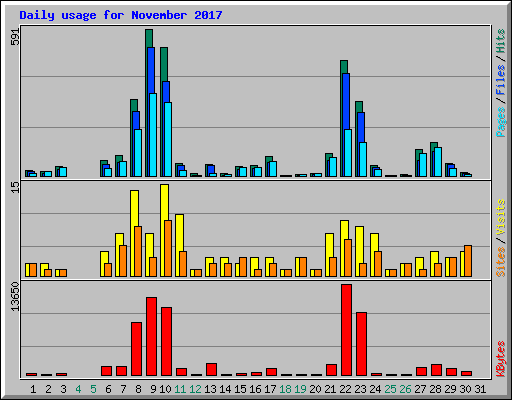 Daily usage for November 2017
591
Pages / Files / Hits
15
Sites / Visits
13650
KBytes
1 2 3 4 5 6 7 8 9 10 11 12 13 14 15 16 17 18 19 20 21 22 23 24 25 26 27 28 29 30 31